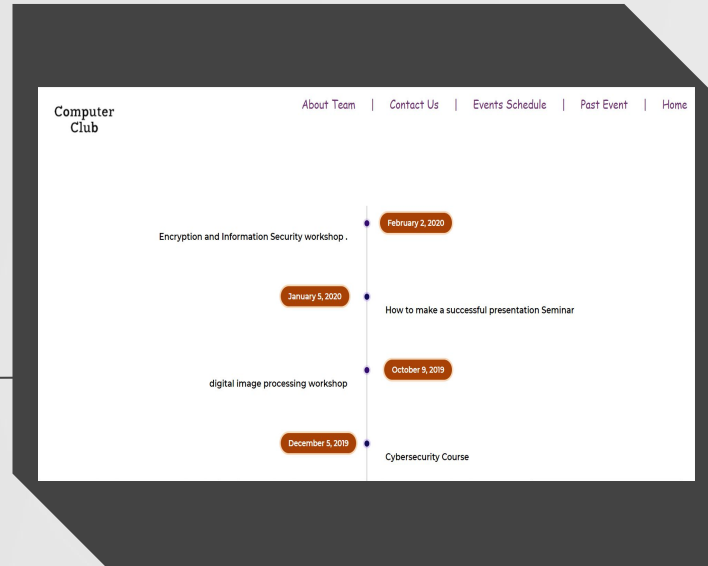 Computer
Club
About Team | Contact Us | Events Schedule | Past Event | Home
February 2, 2020
Encryption and Information Security workshop .
January 5, 2020
How to make a successful presentation Seminar
October 9, 2019
digital image processing workshop
December 5, 2019
Cybersecurity Course